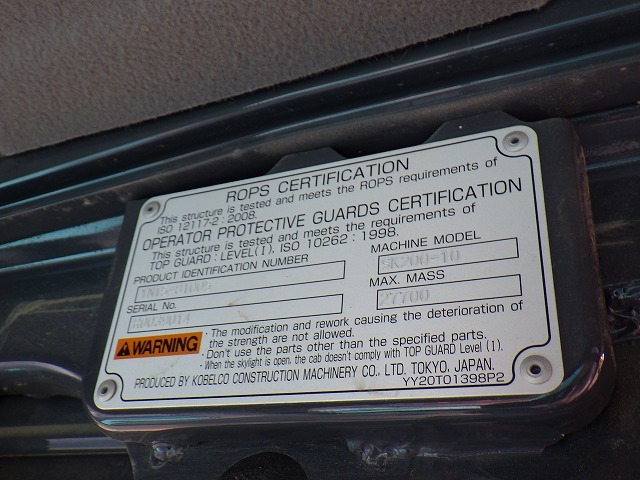 ROPS CERTIFICATION
This structure is tested and meets the ROPS requirements of
ISO 12117-2 : 2008.
OPERATOR PROTECTIVE GUARDS CERTIFICATION
This structure is tested and meets the requirements of
TOP GUARD : LEVEL(I), ISO 10262 : 1998.
PRODUCT IDENTIFICATION NUMBER
MACHINE MODEL
SK200-10
SERIAL No.
MAX. MASS
27700
WARNING
· The modification and rework causing the deterioration of
the strength are not allowed.
· Don't use the parts other than the specified parts.
· When the skylight is open, the cab doesn't comply with TOP GUARD Level (I).
PRODUCED BY KOBELCO CONSTRUCTION MACHINERY CO., LTD. TOKYO, JAPAN.
YY20T01398P2